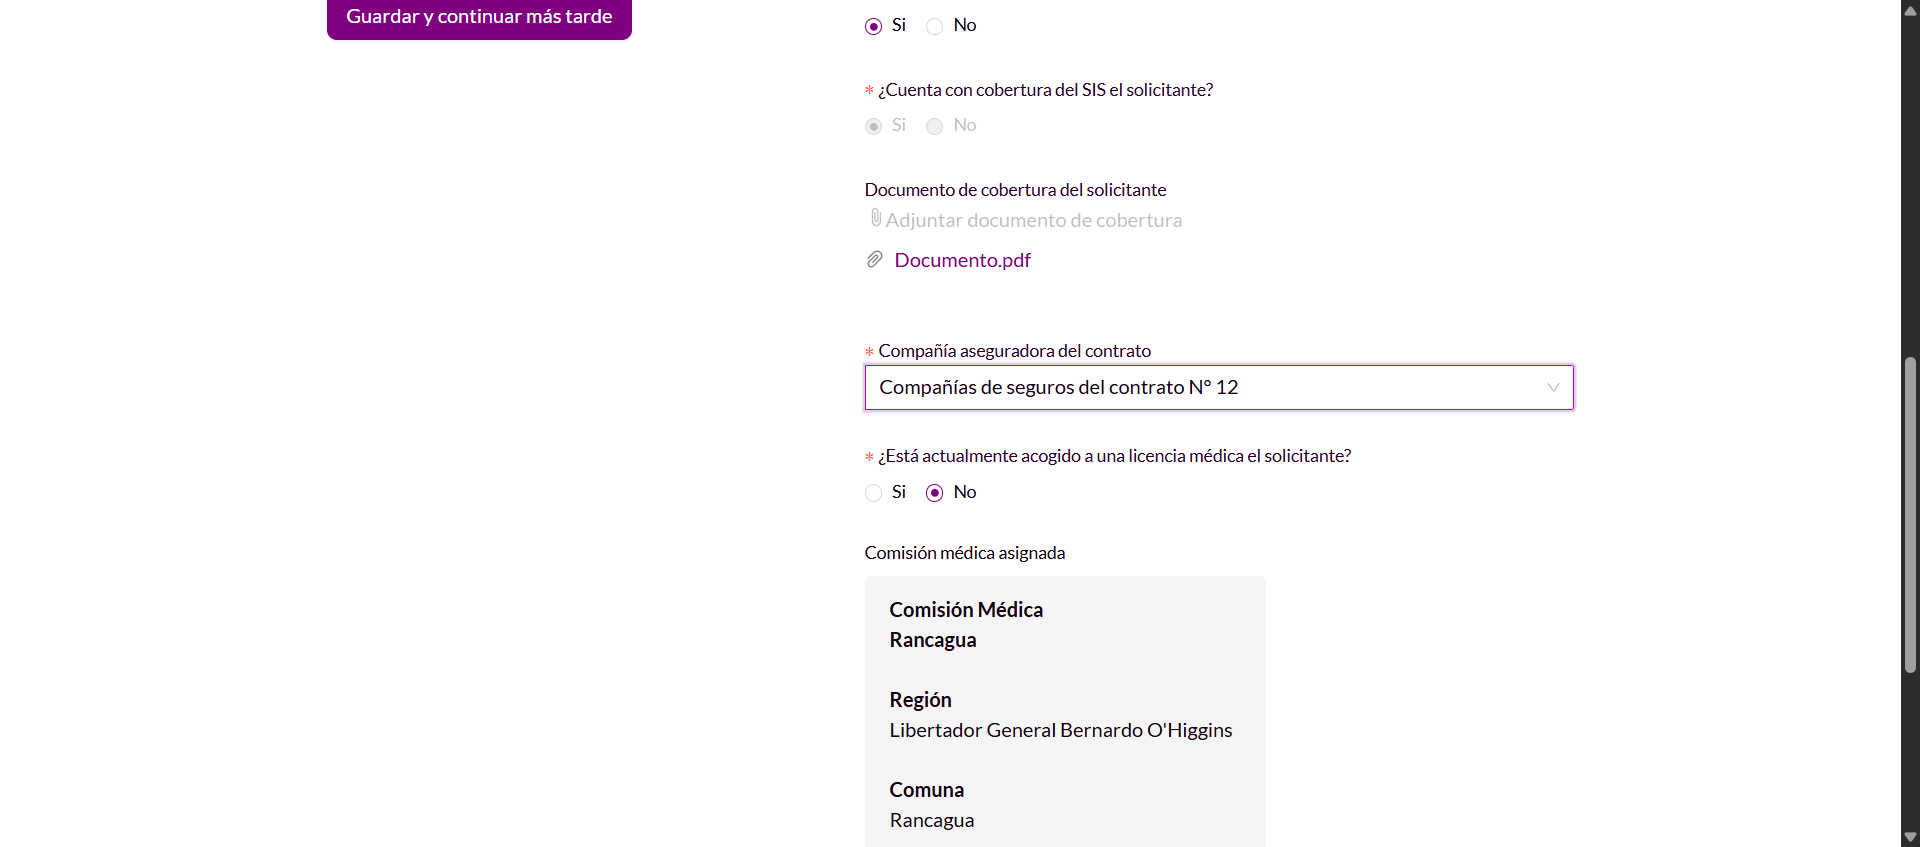 Guardar y continuar más tarde
Si No
* ¿Cuenta con cobertura del SIS el solicitante?
Si No
Documento de cobertura del solicitante
Adjuntar documento de cobertura
Documento.pdf
* Compañía aseguradora del contrato
Compañías de seguros del contrato N° 12
* ¿Está actualmente acogido a una licencia médica el solicitante?
Si No
Comisión médica asignada
Comisión Médica
Rancagua
Región
Libertador General Bernardo O'Higgins
Comuna
Rancagua